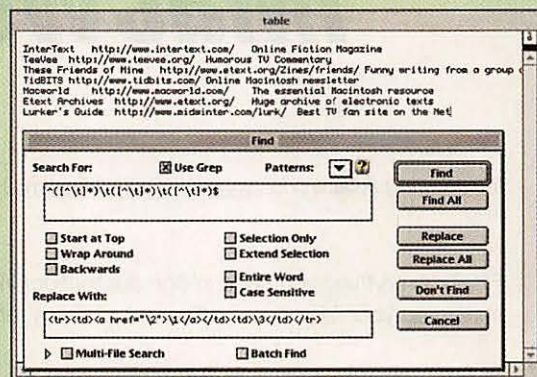 table
InterText http://www.intertext.com/ Online Fiction Magazine
TeeVee http://www.teevee.org/ Humorous TV Commentary
These Friends of Mine http://www.etext.org/Zines/friends/ Funny writing from a group
TidBITS http://www.tidbits.com/ Online Macintosh newsletter
Macworld http://www.macworld.com/ The essential Macintosh resource
Etext Archives http://www.etext.org/ Huge archive of electronic texts
Lurker's Guide http://www.midwinter.com/lurk/ Best TV fan site on the Net
Find
Search For: Use Grep Patterns:
^([^\t]*)\t([^\t]*)\t([^\t]*)$
Find
Find All
Start at Top Selection Only
Wrap Around Extend Selection
Backwards
Entire Word
Case Sensitive
Replace
Replace All
Don't Find
Cancel
Replace With:
<tr><td><a href="\2">\1</a></td><td>\3</td></tr>
Multi-File Search Batch Find